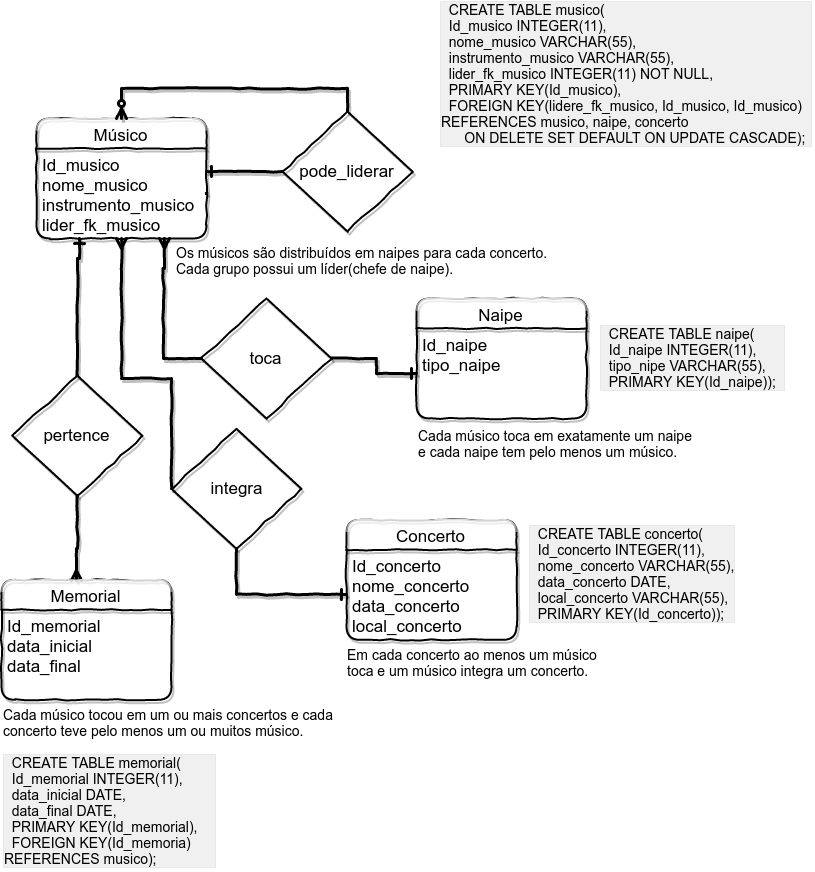 CREATE TABLE musico(
Id_musico INTEGER(11),
nome_musico VARCHAR(55),
instrumento_musico VARCHAR(55),
lider_fk_musico INTEGER(11) NOT NULL,
PRIMARY KEY(Id_musico),
FOREIGN KEY(lidere_fk_musico, Id_musico, Id_musico)
REFERENCES musico, naipe, concerto
ON DELETE SET DEFAULT ON UPDATE CASCADE);
Músico
Id_musico
nome_musico
instrumento_musico
lider_fk_musico
pode_liderar
Os músicos são distribuídos em naipes para cada concerto.
Cada grupo possui um líder(chefe de naipe).
toca
Naipe
Id_naipe
tipo_naipe
CREATE TABLE naipe(
Id_naipe INTEGER(11),
tipo_nipe VARCHAR(55),
PRIMARY KEY(Id_naipe));
Cada músico toca em exatamente um naipe
e cada naipe tem pelo menos um músico.
pertence
integra
Concerto
Id_concerto
nome_concerto
data_concerto
local_concerto
CREATE TABLE concerto(
Id_concerto INTEGER(11),
nome_concerto VARCHAR(55),
data_concerto DATE,
local_concerto VARCHAR(55),
PRIMARY KEY(Id_concerto));
Em cada concerto ao menos um músico
toca e um músico integra um concerto.
Memorial
Id_memorial
data_inicial
data_final
Cada músico tocou em um ou mais concertos e cada
concerto teve pelo menos um ou muitos músico.
CREATE TABLE memorial(
Id_memorial INTEGER(11),
data_inicial DATE,
data_final DATE,
PRIMARY KEY(Id_memorial),
FOREIGN KEY(Id_memoria)
REFERENCES musico);